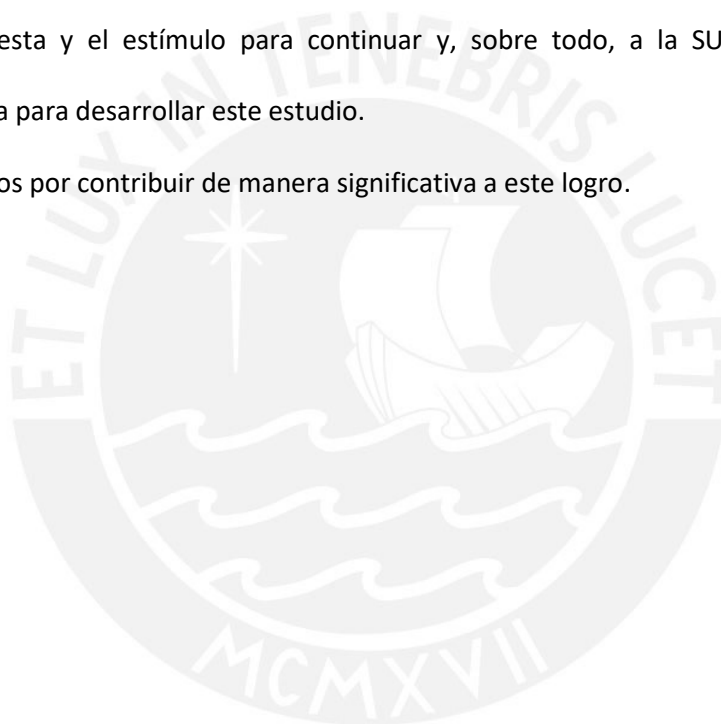 esta y el estímulo para continuar y, sobre todo, a la SU
a para desarrollar este estudio.
os por contribuir de manera significativa a este logro.
ET LUX IN TENEBRIS LUCET
MCMXVII